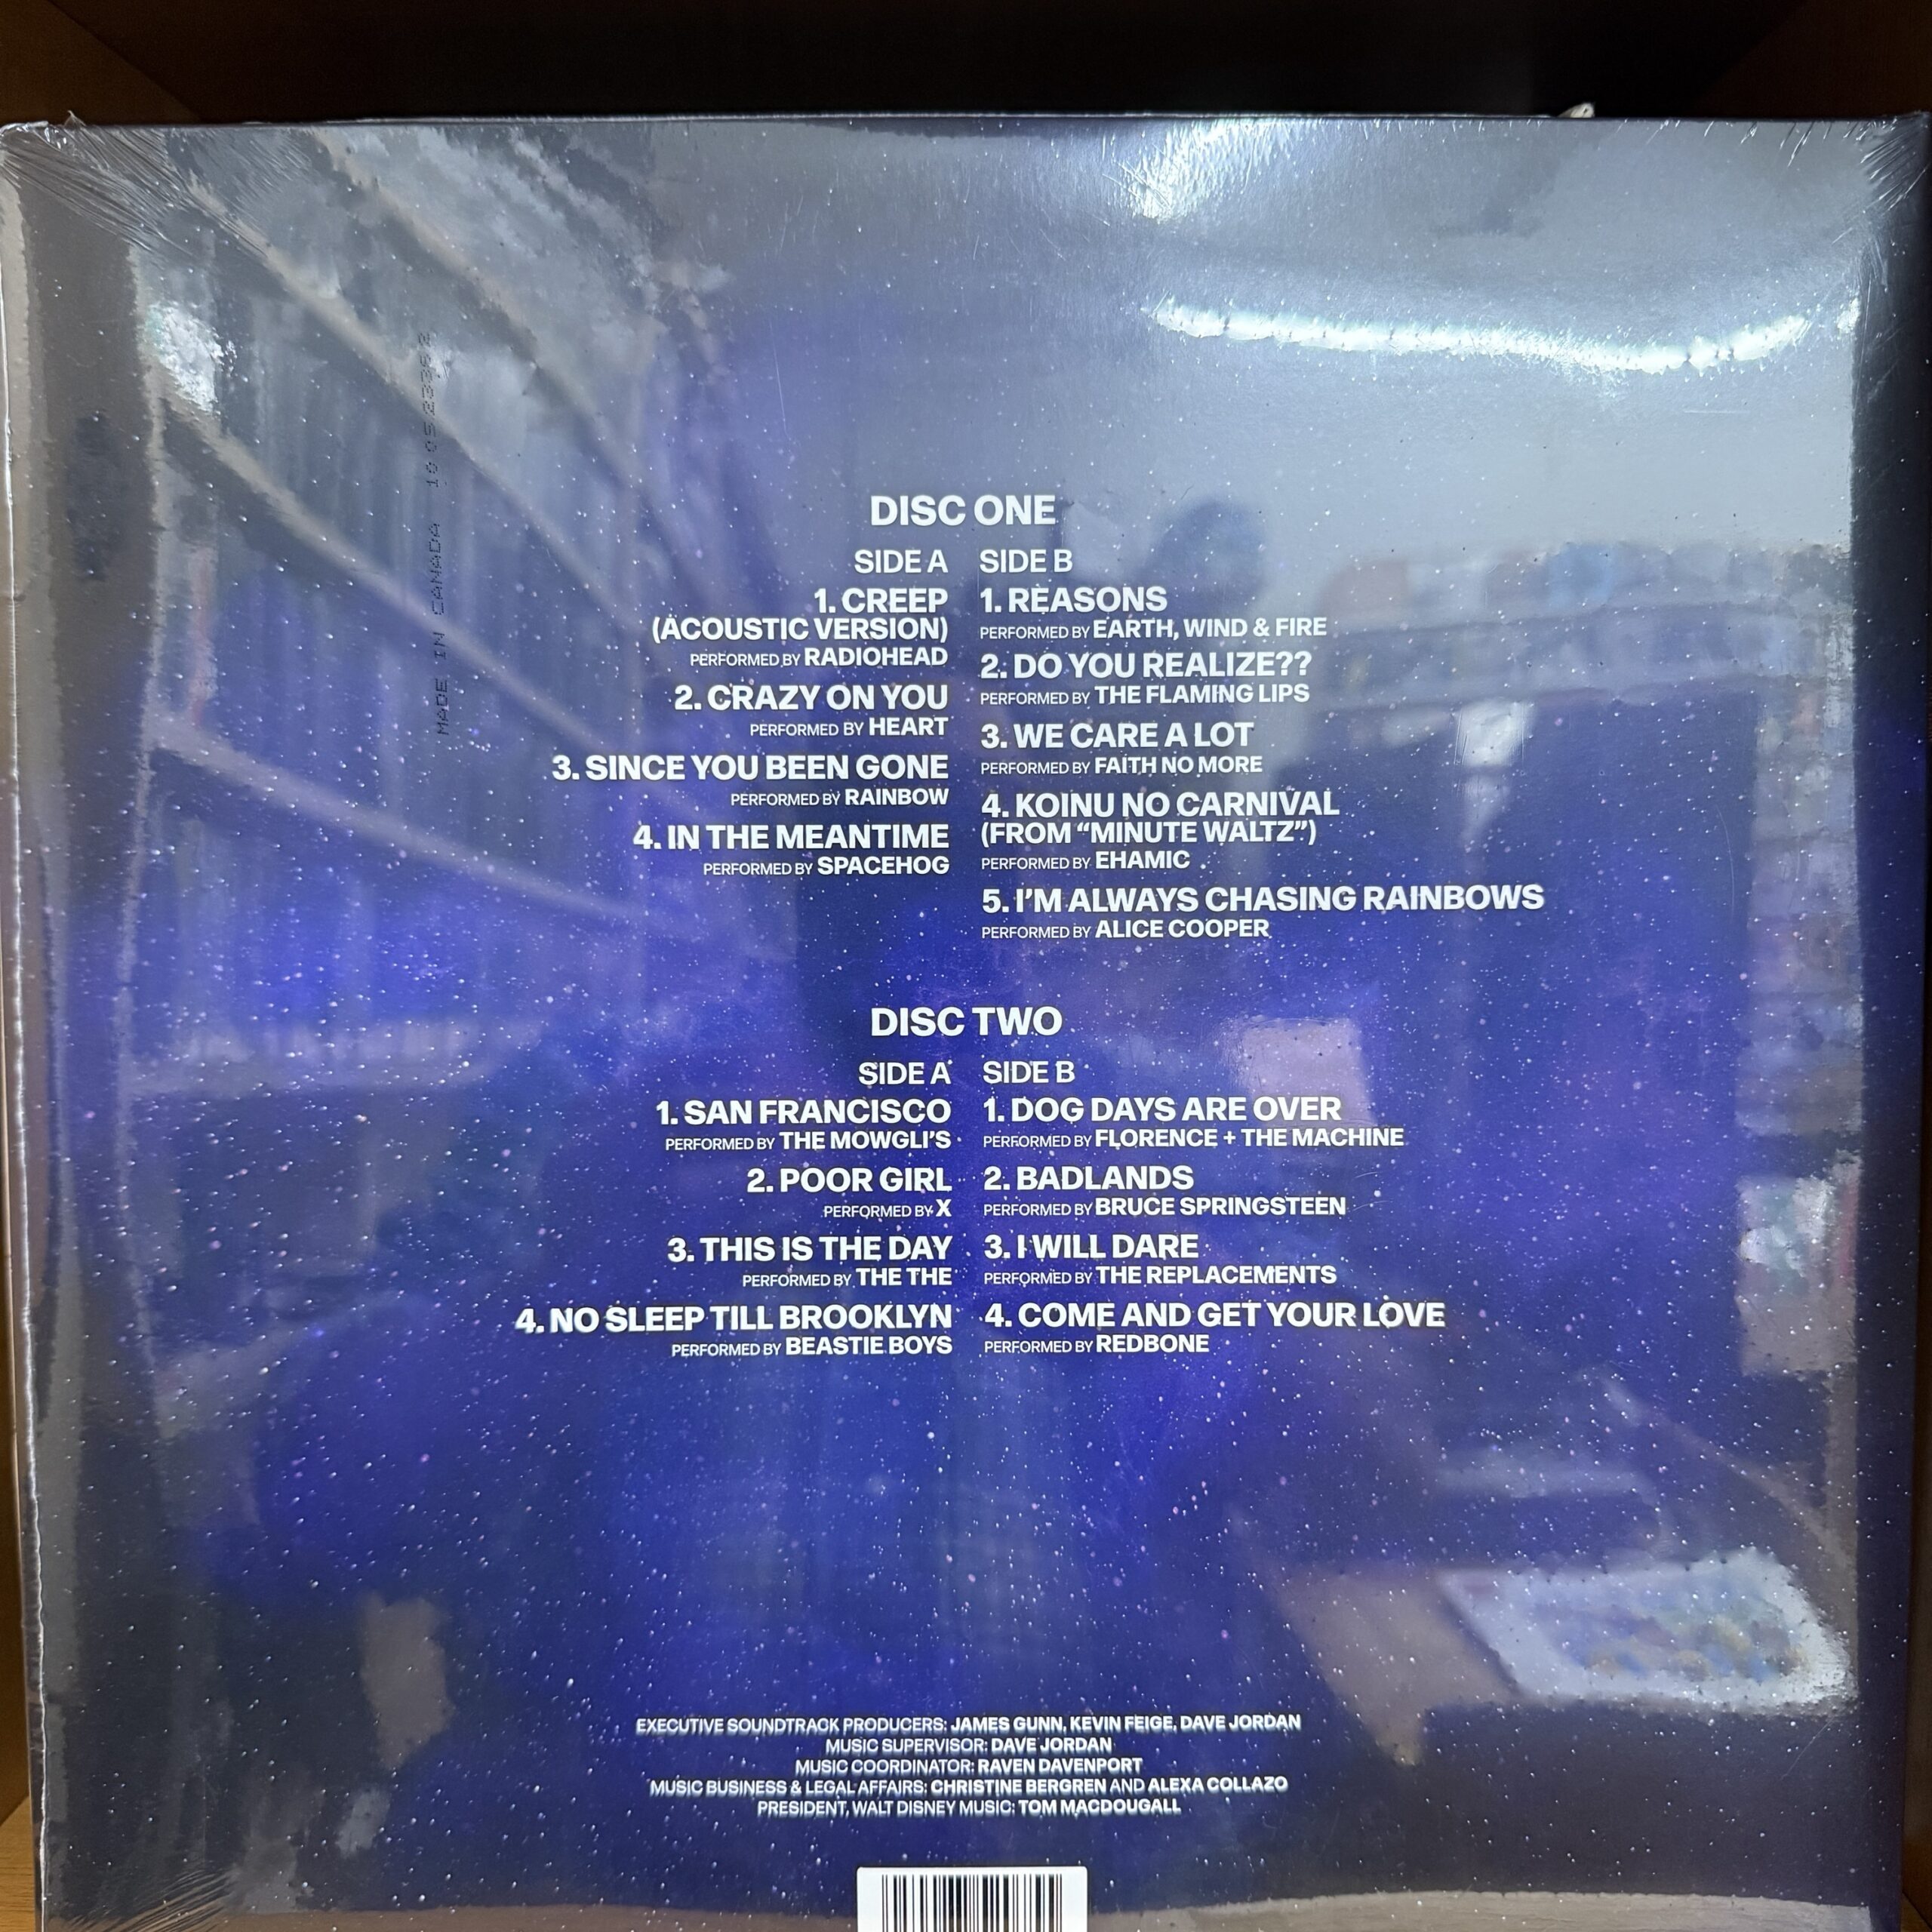 MADE IN CANADA 10 05233352
DISC ONE
SIDE A
1. CREEP
(ACOUSTIC VERSION)
PERFORMED BY RADIOHEAD
2. CRAZY ON YOU
PERFORMED BY HEART
3. SINCE YOU BEEN GONE
PERFORMED BY RAINBOW
4. IN THE MEANTIME
PERFORMED BY SPACEHOG
SIDE B
1. REASONS
PERFORMED BY EARTH, WIND & FIRE
2. DO YOU REALIZE??
PERFORMED BY THE FLAMING LIPS
3. WE CARE A LOT
PERFORMED BY FAITH NO MORE
4. KOINU NO CARNIVAL
(FROM “MINUTE WALTZ”)
PERFORMED BY EHAMIC
5. I’M ALWAYS CHASING RAINBOWS
PERFORMED BY ALICE COOPER
DISC TWO
SIDE A
1. SAN FRANCISCO
PERFORMED BY THE MOWGLI’S
2. POOR GIRL
PERFORMED BY X
3. THIS IS THE DAY
PERFORMED BY THE THE
4. NO SLEEP TILL BROOKLYN
PERFORMED BY BEASTIE BOYS
SIDE B
1. DOG DAYS ARE OVER
PERFORMED BY FLORENCE + THE MACHINE
2. BADLANDS
PERFORMED BY BRUCE SPRINGSTEEN
3. I WILL DARE
PERFORMED BY THE REPLACEMENTS
4. COME AND GET YOUR LOVE
PERFORMED BY REDBONE
EXECUTIVE SOUNDTRACK PRODUCERS: JAMES GUNN, KEVIN FEIGE, DAVE JORDAN
MUSIC SUPERVISOR: DAVE JORDAN
MUSIC COORDINATOR: RAVEN DAVENPORT
MUSIC BUSINESS & LEGAL AFFAIRS: CHRISTINE BERGREN AND ALEXA COLLAZO
PRESIDENT, WALT DISNEY MUSIC: TOM MACDOUGALL